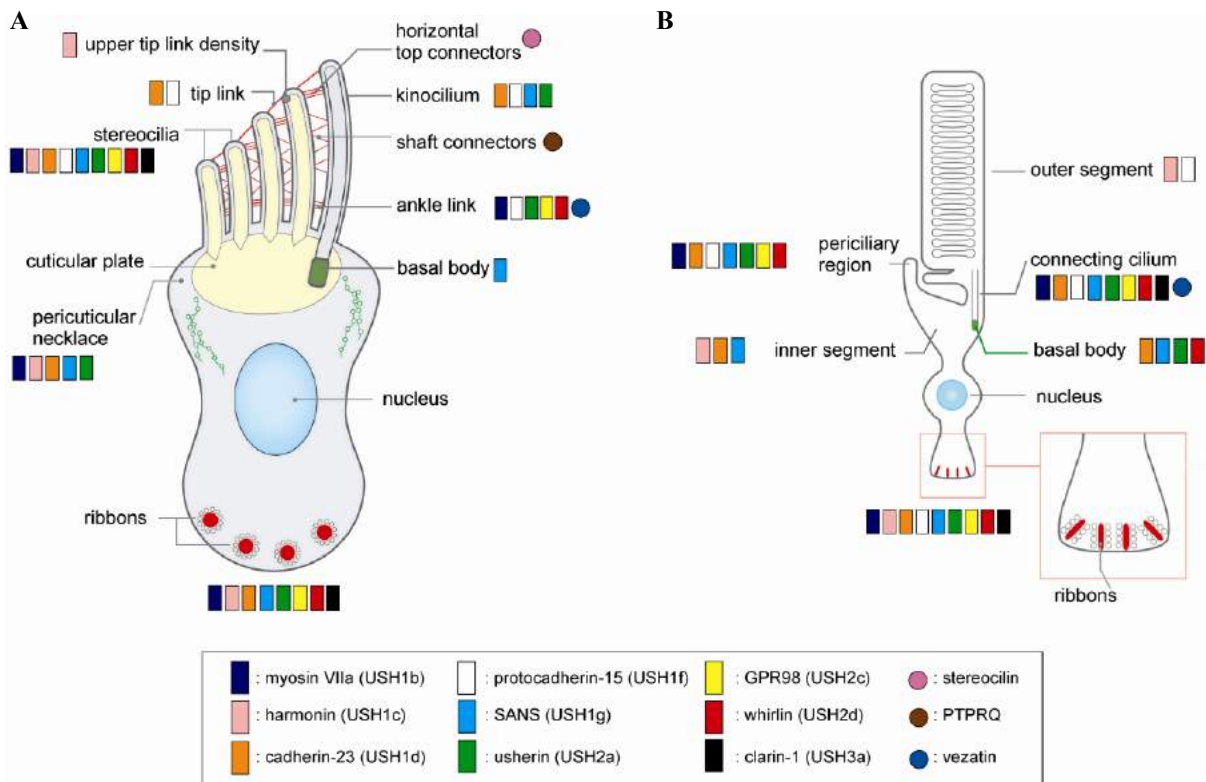 A
upper tip link density
horizontal
top connectors
tip link
kinocilium
stereocilia
shaft connectors
ankle link
cuticular plate
basal body
pericuticular
necklace
nucleus
ribbons
B
outer segment
periciliary
region
connecting cilium
inner segment
basal body
nucleus
ribbons
: myosin VIIa (USH1b)
: protocadherin-15 (USH1f)
: GPR98 (USH2c)
: stereocilin
: harmonin (USH1c)
: SANS (USH1g)
: whirlin (USH2d)
: PTPRQ
: cadherin-23 (USH1d)
: usherin (USH2a)
: clarin-1 (USH3a)
: vezatin